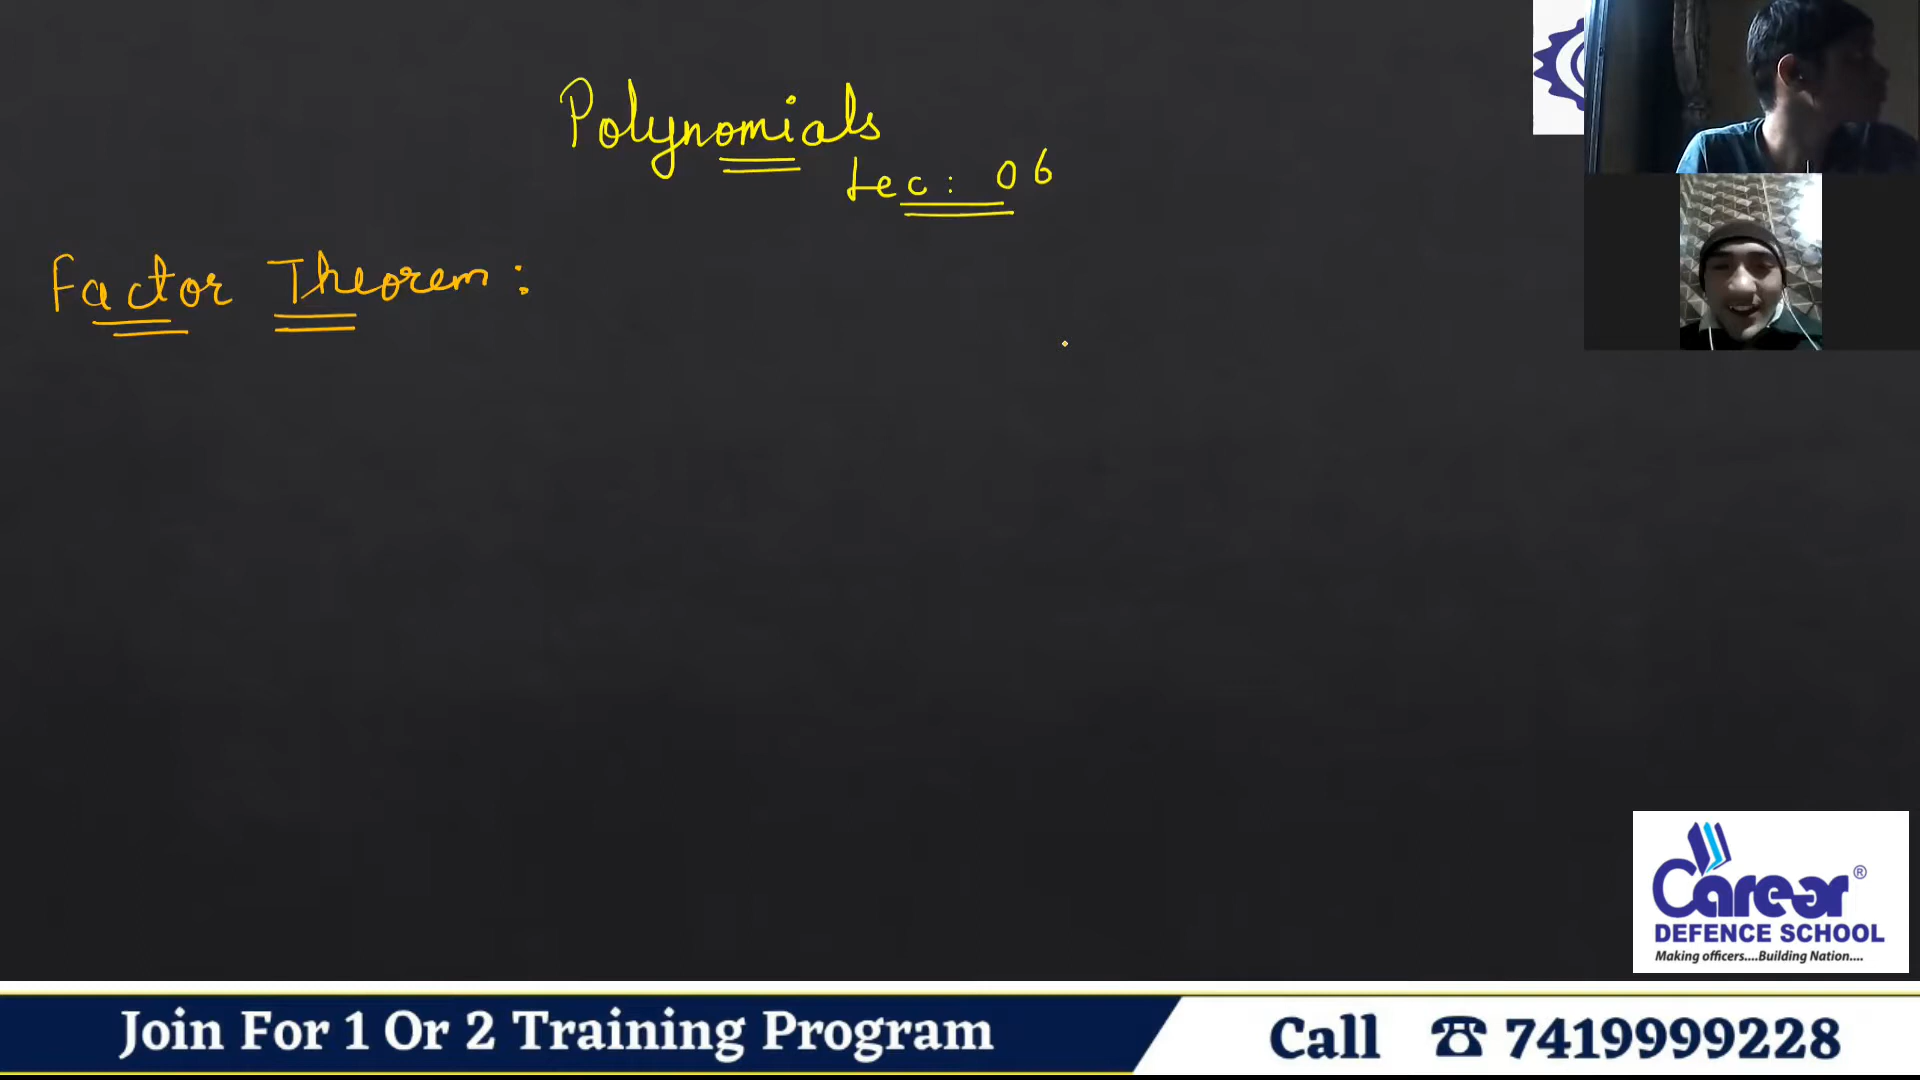 Polynomials
Lec: 06
Factor Theorem:
Career®
DEFENCE SCHOOL
Making officers....Building Nation....
Join For 1 Or 2 Training Program
Call ☎ 7419999228